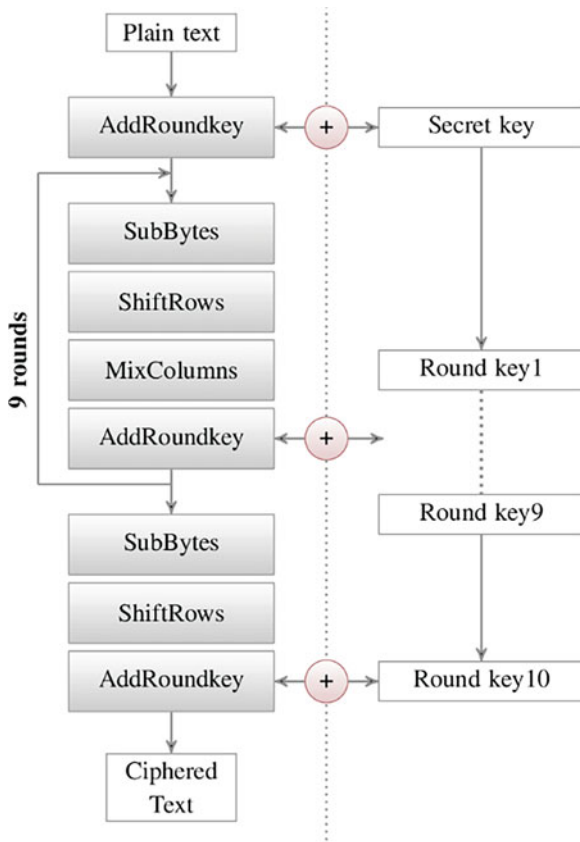 Plain text
AddRoundkey
+
Secret key
SubBytes
ShiftRows
MixColumns
AddRoundkey
+
9 rounds
Round key1
Round key9
SubBytes
ShiftRows
AddRoundkey
+
Round key10
Ciphered
Text